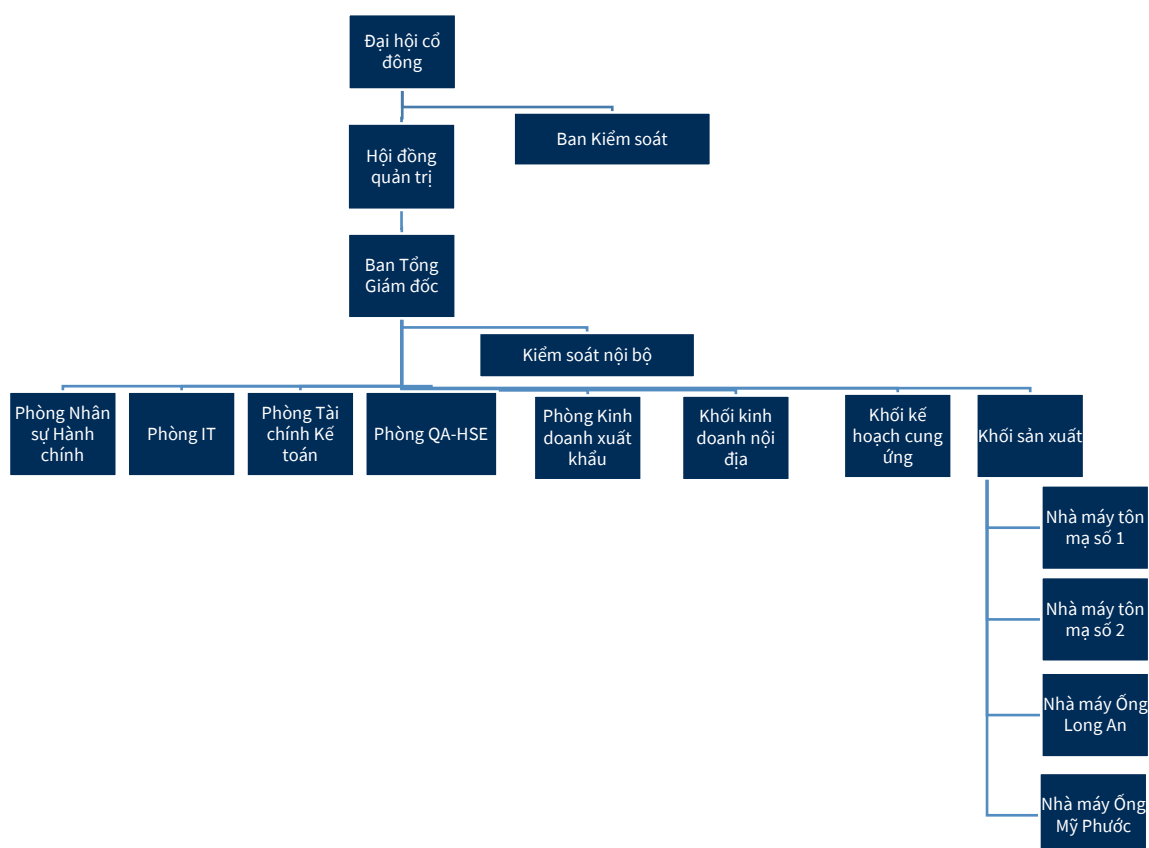 Đại hội cổ
đông
Ban Kiểm soát
Hội đồng
quản trị
Ban Tổng
Giám đốc
Kiểm soát nội bộ
Phòng Nhân
sự Hành
chính
Phòng IT
Phòng Tài
chính Kế
toán
Phòng QA-HSE
Phòng Kinh
doanh xuất
khẩu
Khối kinh
doanh nội
địa
Khối kế
hoạch cung
ứng
Khối sản xuất
Nhà máy tôn
mạ số 1
Nhà máy tôn
mạ số 2
Nhà máy Ống
Long An
Nhà máy Ống
Mỹ Phước